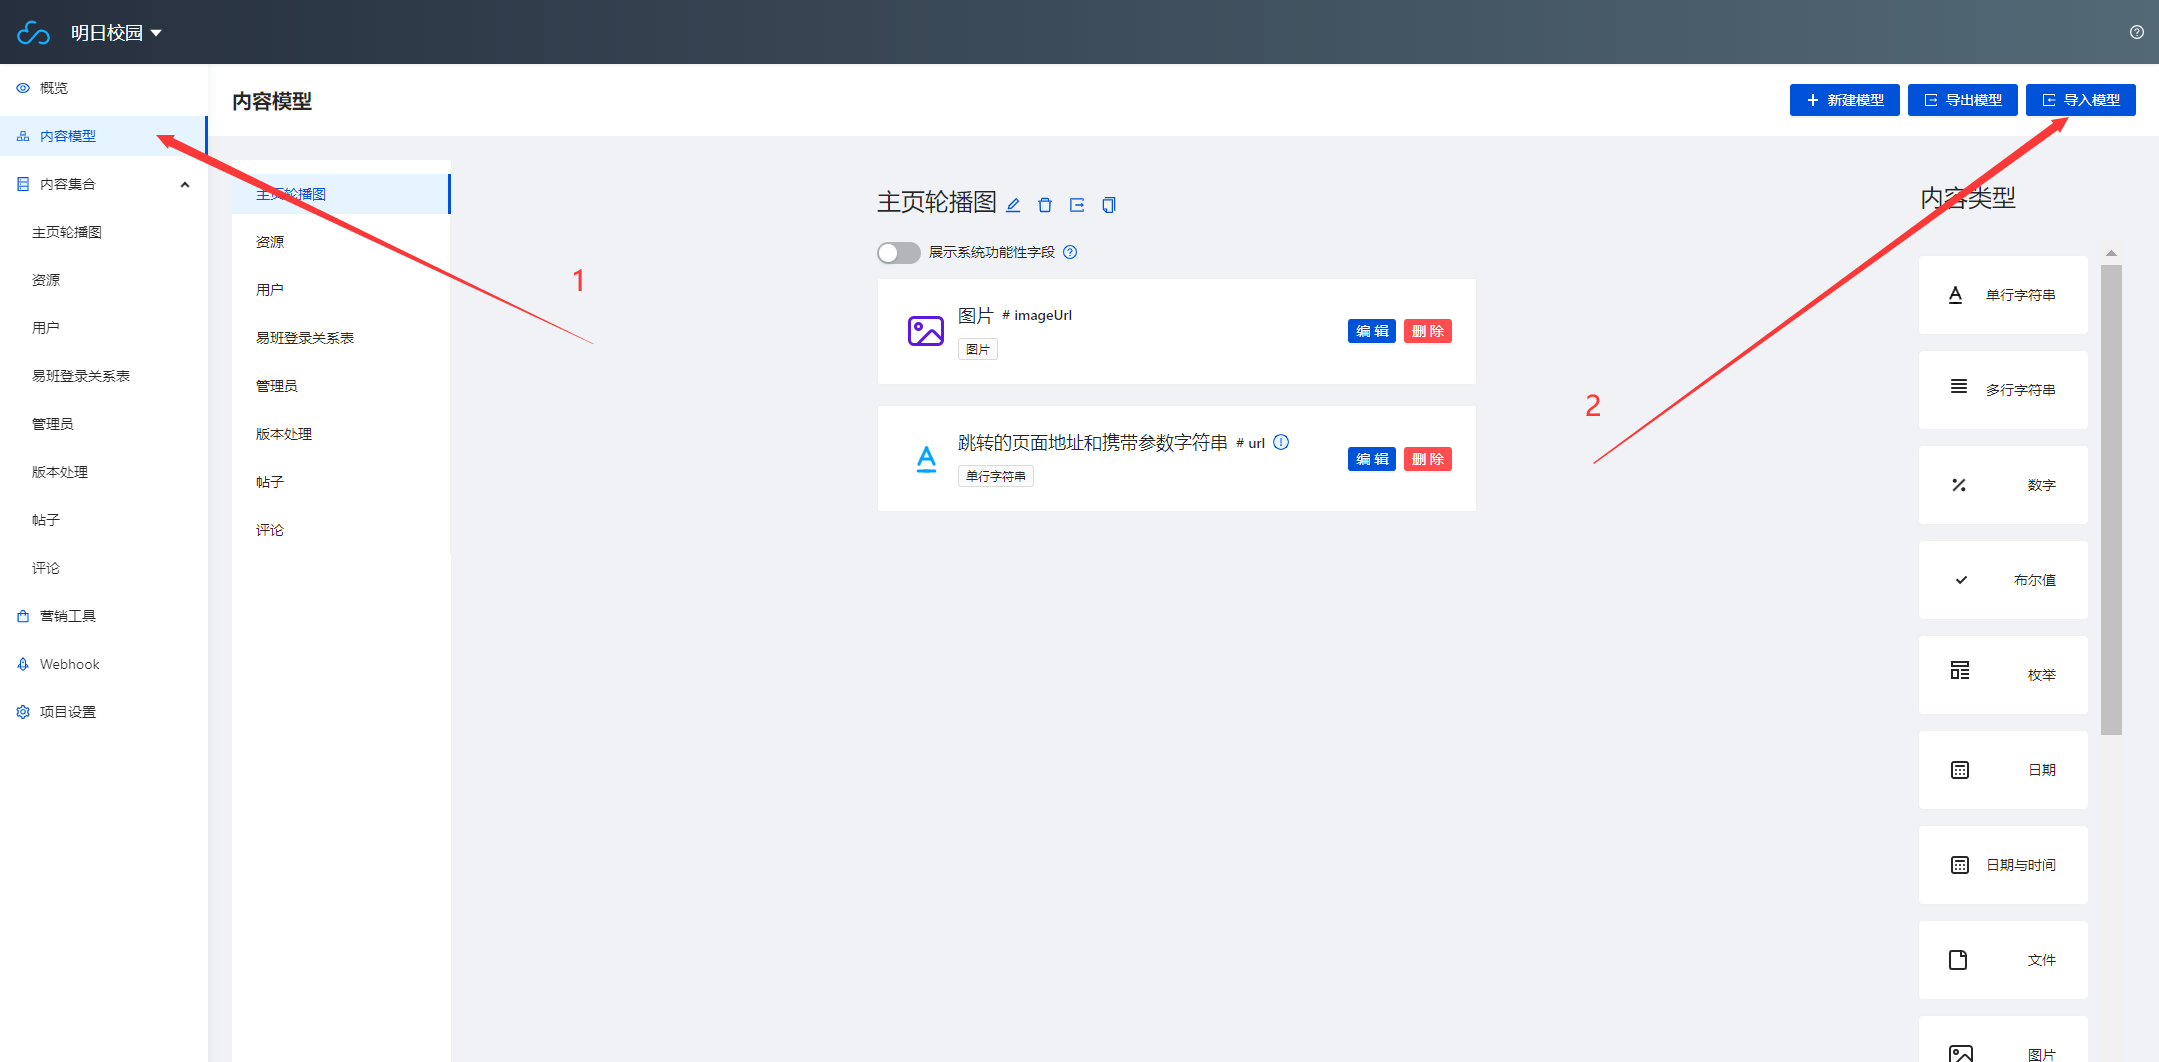 明日校园
概览
内容模型
内容集合
主页轮播图
资源
用户
易班登录关系表
管理员
版本处理
帖子
评论
营销工具
Webhook
项目设置
内容模型
新建模型
导出模型
导入模型
主页轮播图
资源
用户
易班登录关系表
管理员
版本处理
帖子
评论
1
主页轮播图
展示系统功能性字段
图片 # imageUrl
图片
编辑 删除
跳转的页面地址和携带参数字符串 # url
单行字符串
编辑 删除
2
内容类型
单行字符串
多行字符串
数字
布尔值
枚举
日期
日期与时间
文件
图片